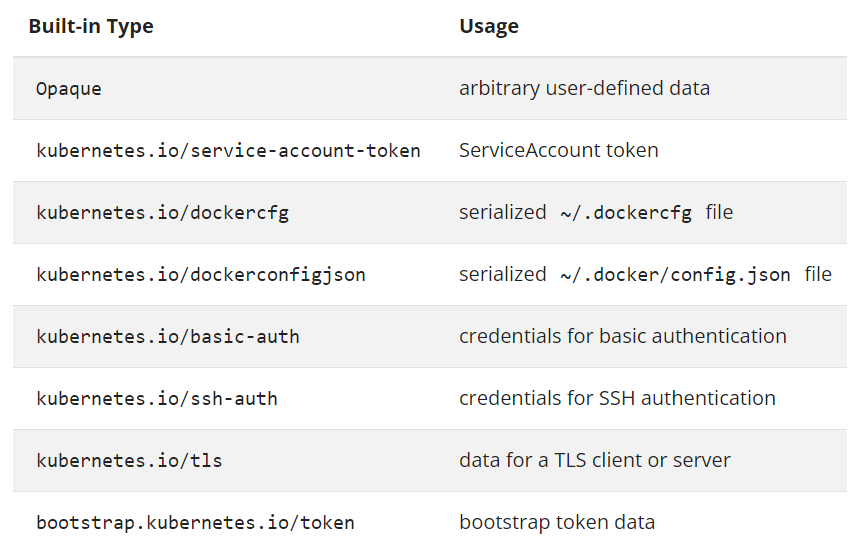 Built-in Type Usage
Opaque arbitrary user-defined data
kubernetes.io/service-account-token ServiceAccount token
kubernetes.io/dockercfg serialized ~/.dockercfg file
kubernetes.io/dockerconfigjson serialized ~/.docker/config.json file
kubernetes.io/basic-auth credentials for basic authentication
kubernetes.io/ssh-auth credentials for SSH authentication
kubernetes.io/tls data for a TLS client or server
bootstrap.kubernetes.io/token bootstrap token data